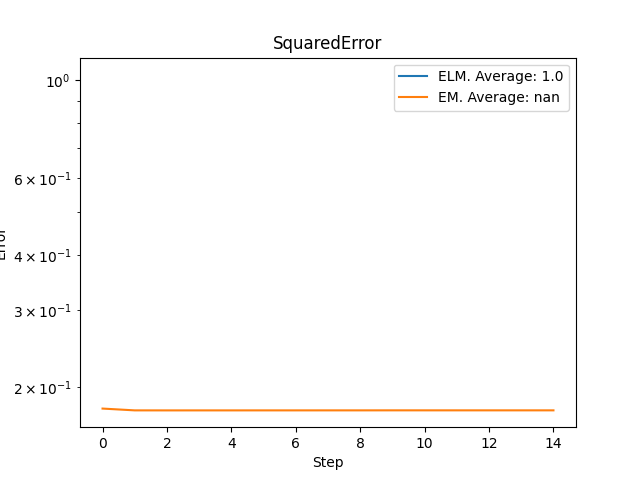 SquaredError
ELM. Average: 1.0
EM. Average: nan
10⁰
6 × 10⁻¹
4 × 10⁻¹
3 × 10⁻¹
2 × 10⁻¹
Error
0 2 4 6 8 10 12 14
Step